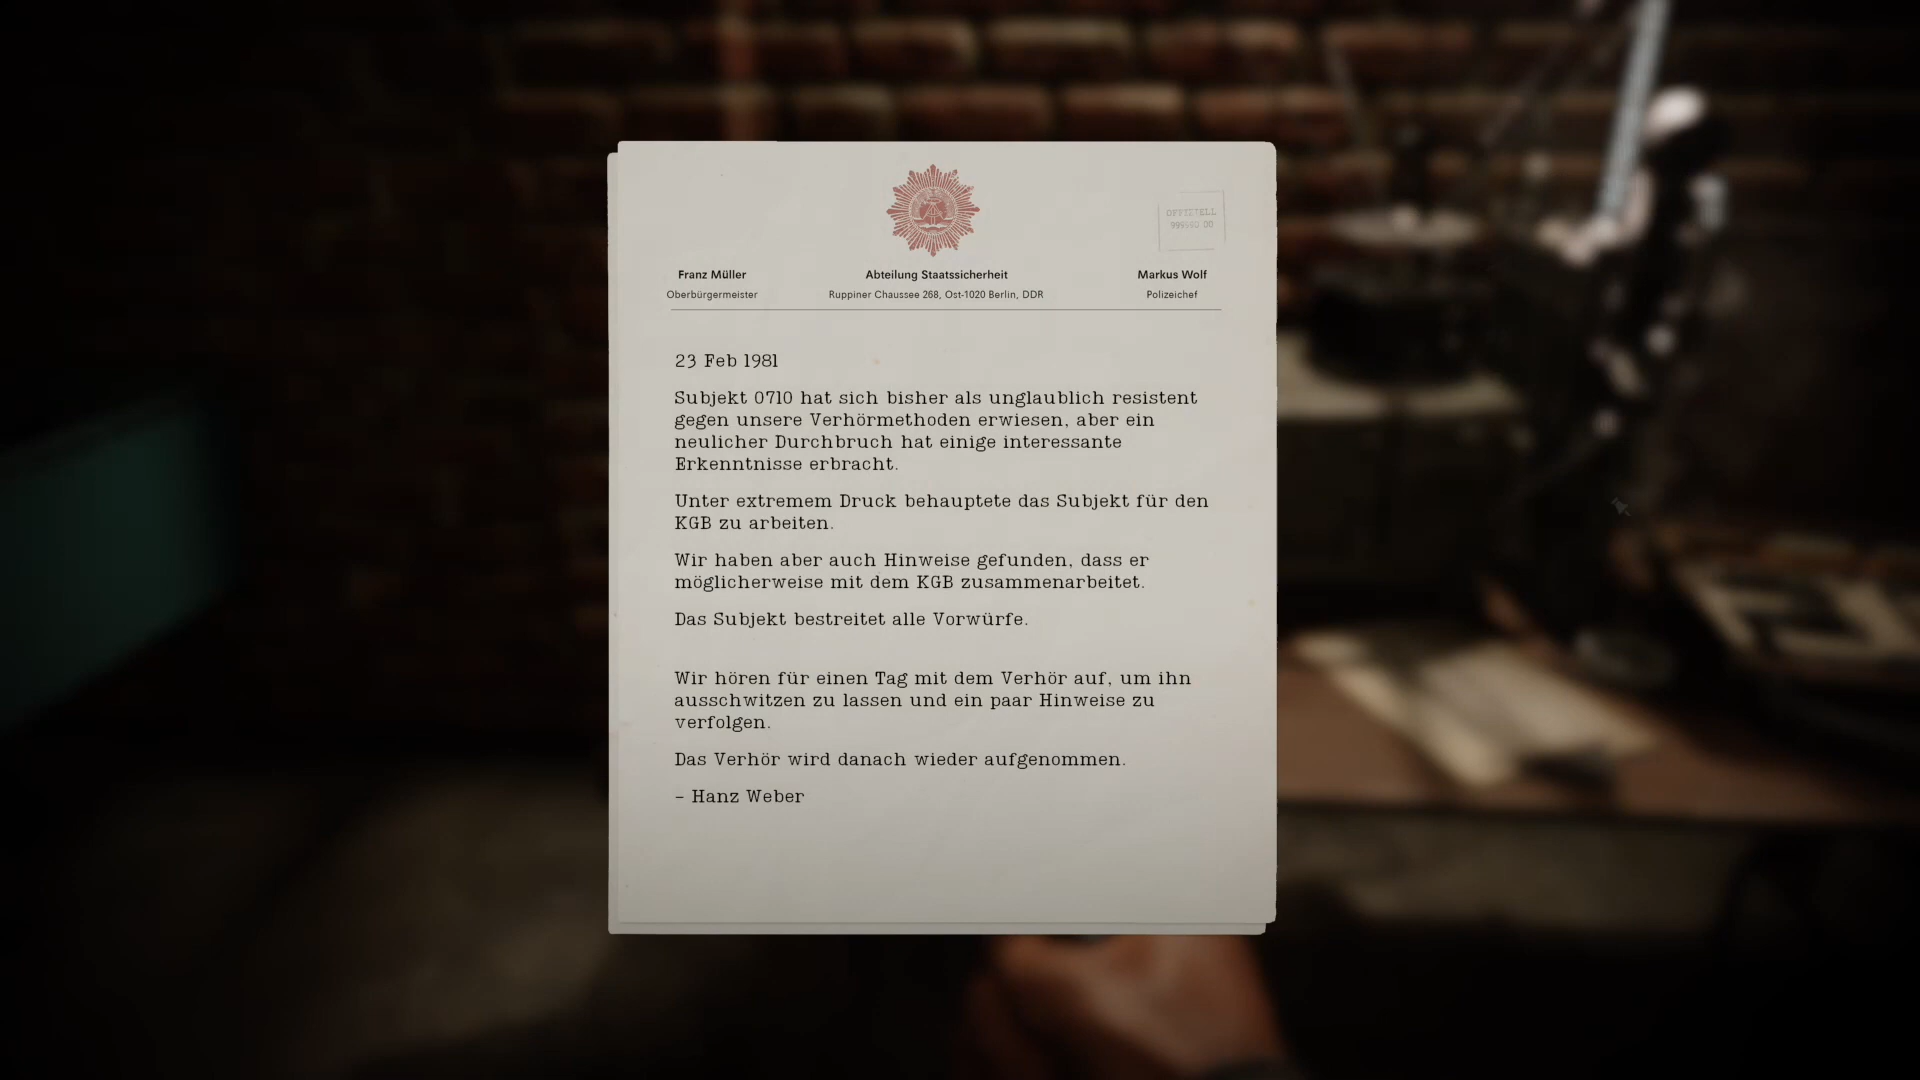 OFFIZIELL
Franz Müller
Abteilung Staatssicherheit
Markus Wolf
Oberbürgermeister
Ruppiner Chaussee 268, Ost-1020 Berlin, DDR
Polizeichef
23 Feb 1981
Subjekt 0710 hat sich bisher als unglaublich resistent
gegen unsere Verhörmethoden erwiesen, aber ein
neulicher Durchbruch hat einige interessante
Erkenntnisse erbracht.
Unter extremem Druck behauptete das Subjekt für den
KGB zu arbeiten.
Wir haben aber auch Hinweise gefunden, dass er
möglicherweise mit dem KGB zusammenarbeitet.
Das Subjekt bestreitet alle Vorwürfe.
Wir hören für einen Tag mit dem Verhör auf, um ihn
ausschwitzen zu lassen und ein paar Hinweise zu
verfolgen.
Das Verhör wird danach wieder aufgenommen.
– Hanz Weber